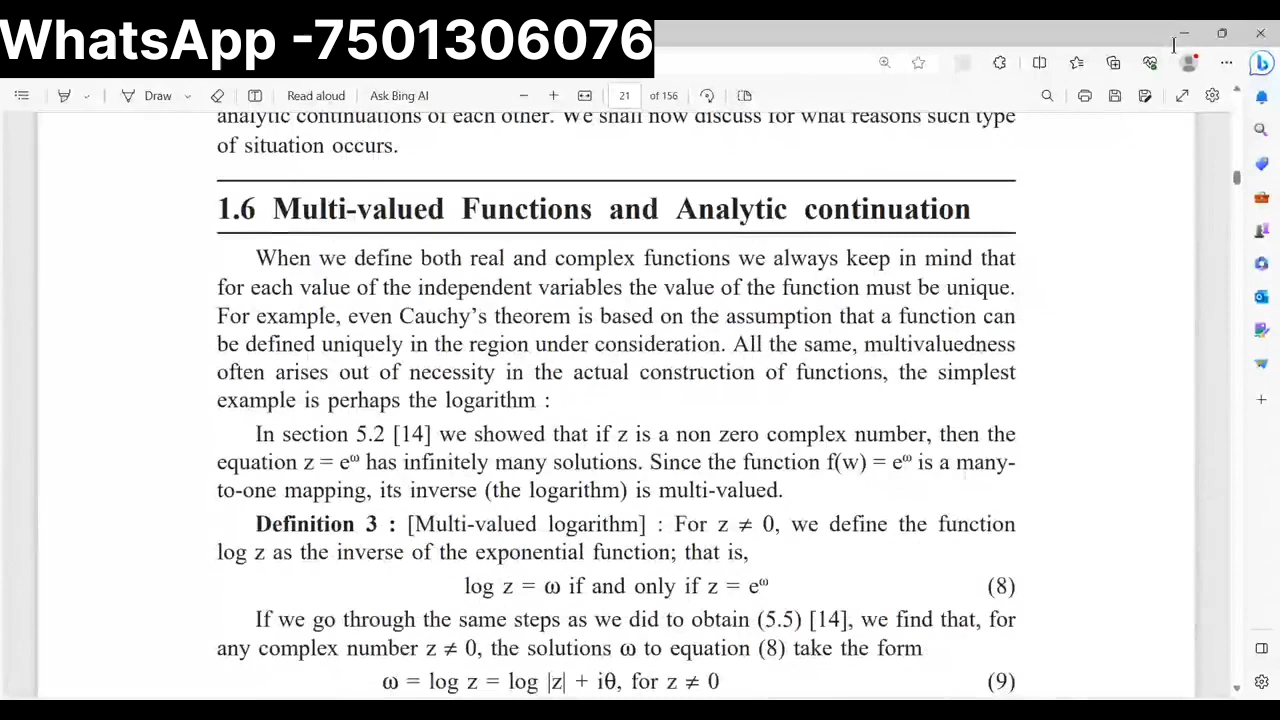 WhatsApp -7501306076
Draw
Read aloud
Ask Bing AI
21
of 156
analytic continuations of each other. We shall now discuss for what reasons such type
of situation occurs.
1.6 Multi-valued Functions and Analytic continuation
When we define both real and complex functions we always keep in mind that
for each value of the independent variables the value of the function must be unique.
For example, even Cauchy's theorem is based on the assumption that a function can
be defined uniquely in the region under consideration. All the same, multivaluedness
often arises out of necessity in the actual construction of functions, the simplest
example is perhaps the logarithm :
In section 5.2 [14] we showed that if z is a non zero complex number, then the
equation z = e^ω has infinitely many solutions. Since the function f(w) = e^ω is a many-
to-one mapping, its inverse (the logarithm) is multi-valued.
Definition 3 : [Multi-valued logarithm] : For z ≠ 0, we define the function
log z as the inverse of the exponential function; that is,
log z = ω if and only if z = e^ω (8)
If we go through the same steps as we did to obtain (5.5) [14], we find that, for
any complex number z ≠ 0, the solutions ω to equation (8) take the form
ω = log z = log |z| + iθ, for z ≠ 0 (9)